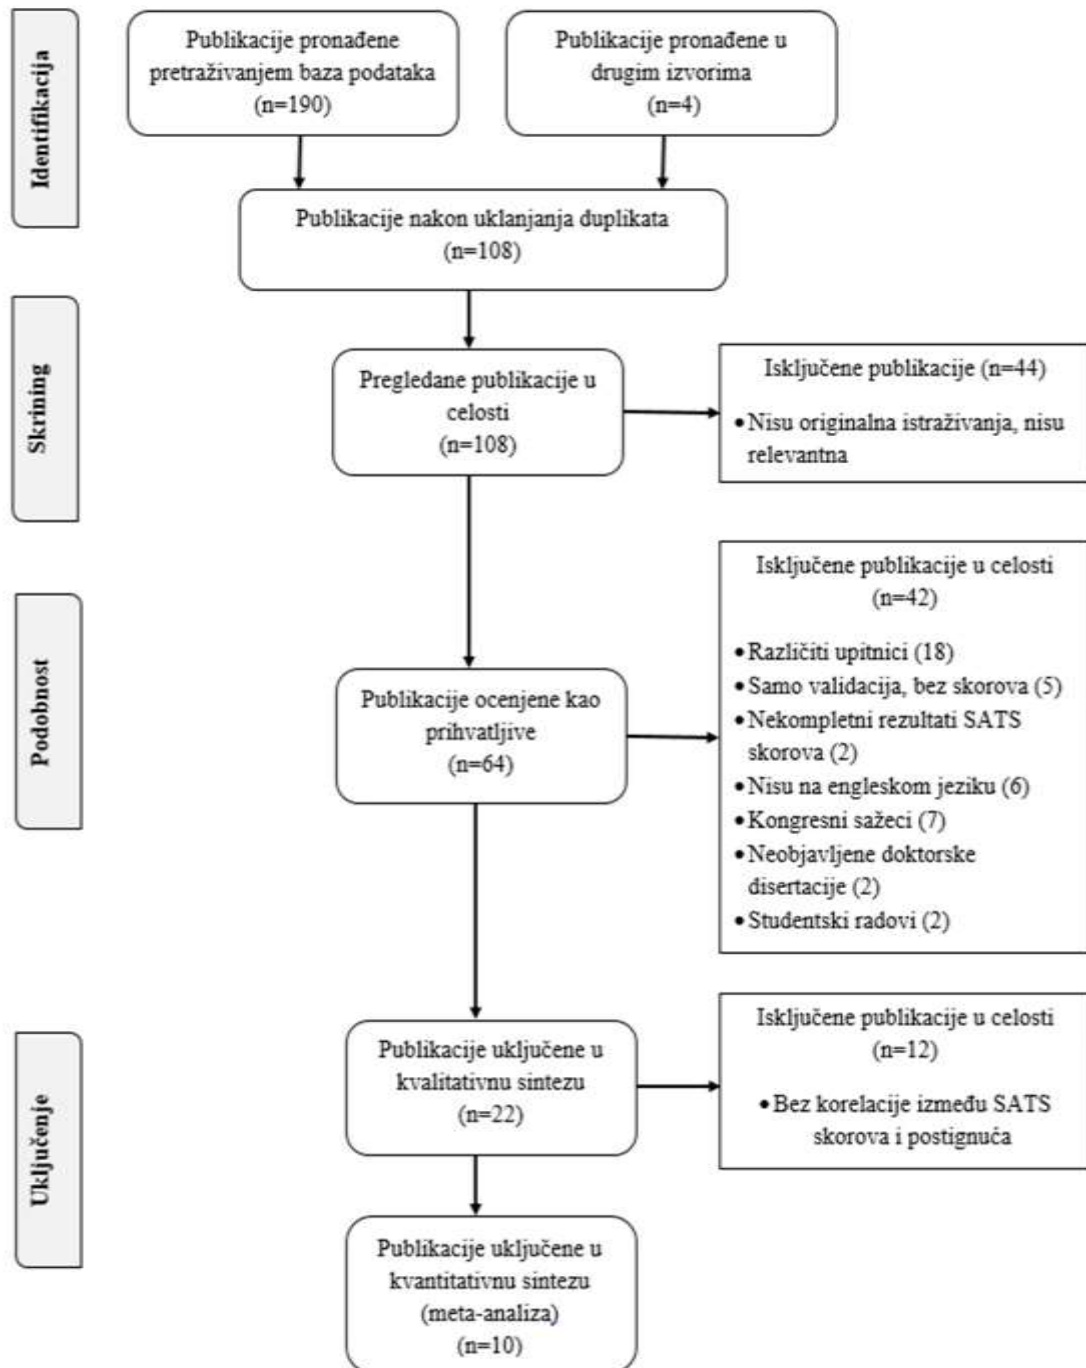 Identifikacija
Publikacije pronađene
pretraživanjem baza podataka
(n=190)
Publikacije pronađene u
drugim izvorima
(n=4)
Publikacije nakon uklanjanja duplikata
(n=108)
Skrining
Pregledane publikacije u
celosti
(n=108)
Isključene publikacije (n=44)
•Nisu originalna istraživanja, nisu
relevantna
Podobnost
Publikacije ocenjene kao
prihvatljive
(n=64)
Isključene publikacije u celosti
(n=42)
•Različiti upitnici (18)
•Samo validacija, bez skorova (5)
•Nekompletni rezultati SATS
skorova (2)
•Nisu na engleskom jeziku (6)
•Kongresni sažeci (7)
•Neobjavljene doktorske
disertacije (2)
•Studentski radovi (2)
Uključenje
Publikacije uključene u
kvalitativnu sintezu
(n=22)
Isključene publikacije u celosti
(n=12)
•Bez korelacije između SATS
skorova i postignuća
Publikacije uključene u
kvantitativnu sintezu
(meta-analiza)
(n=10)